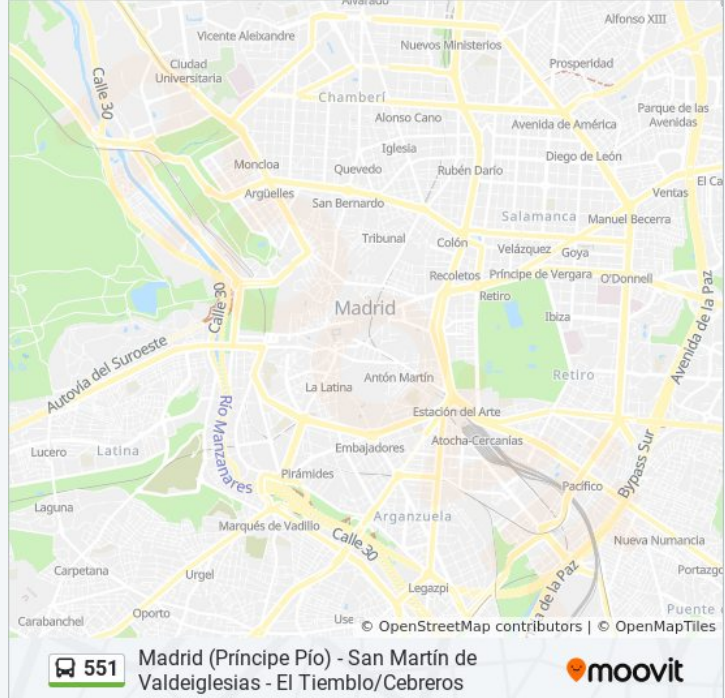 Alvarado
Alfonso XIII
Vicente Aleixandre
Nuevos Ministerios
Ciudad
Universitaria
Prosperidad
Calle 30
Chamberí
Parque de las
Avenidas
Alonso Cano
Avenida de América
Iglesia
Diego de León
Moncloa
Quevedo
Rubén Darío
El Ca
Argüelles
Ventas
San Bernardo
Salamanca
Manuel Becerra
Tribunal
Colón
Velázquez
Goya
Recoletos
Príncipe de Vergara
O'Donnell
Calle 30
Madrid
Retiro
Ibiza
Avenida de la Paz
Autovía del Suroeste
La Latina
Antón Martín
Retiro
Río Manzanares
Estación del Arte
Lucero
Latina
Embajadores
Atocha-Cercanías
Bypass Sur
Pirámides
Pacífico
Laguna
Marqués de Vadillo
Arganzuela
Calle 30
Nueva Numancia
Carpetana
Urgel
Legazpi
a de la Paz
Portazgo
Carabanchel
Oporto
Use
Puente
© OpenStreetMap contributors | © OpenMapTiles
551
Madrid (Príncipe Pío) - San Martín de
Valdeiglesias - El Tiemblo/Cebreros
moovit